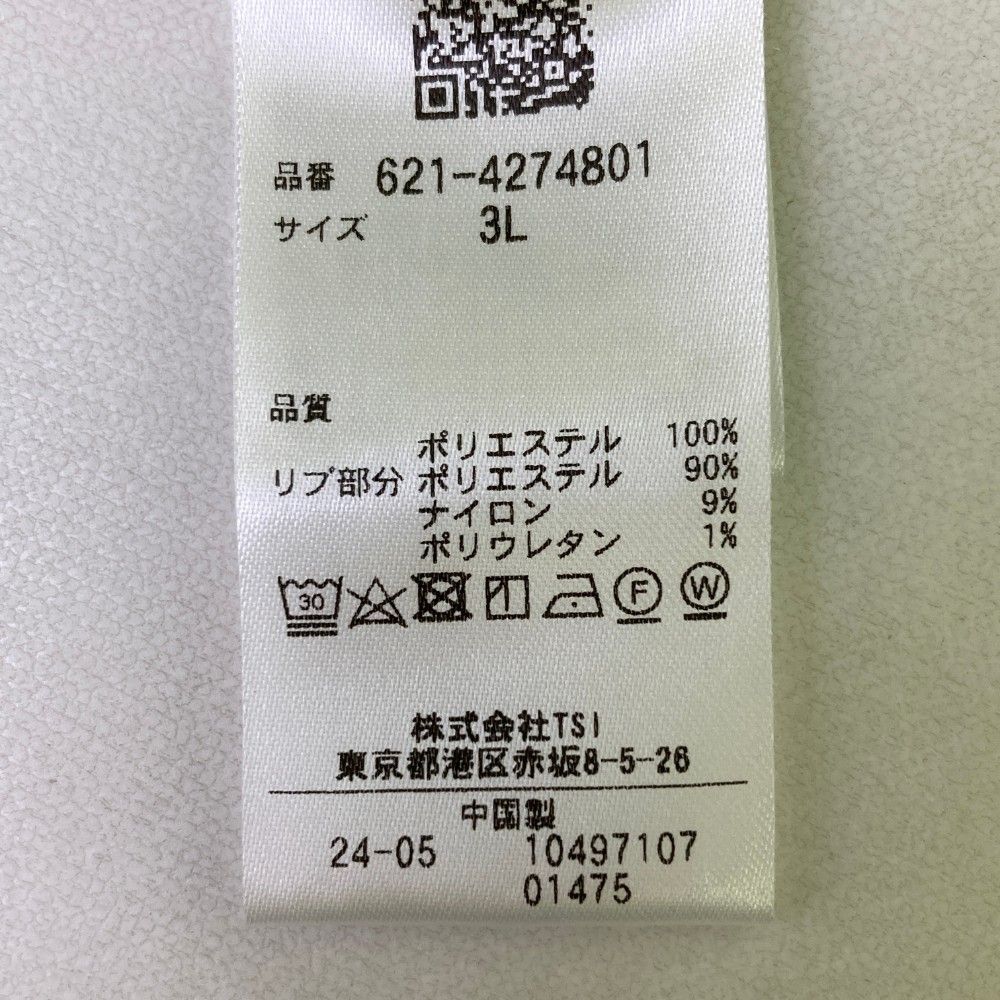 品番 621-4274801
サイズ 3L
品質
ポリエステル 100%
リブ部分 ポリエステル 90%
ナイロン 9%
ポリウレタン 1%
30 F W
株式会社TSI
東京都港区赤坂8-5-26
中国製
24-05 10497107
01475